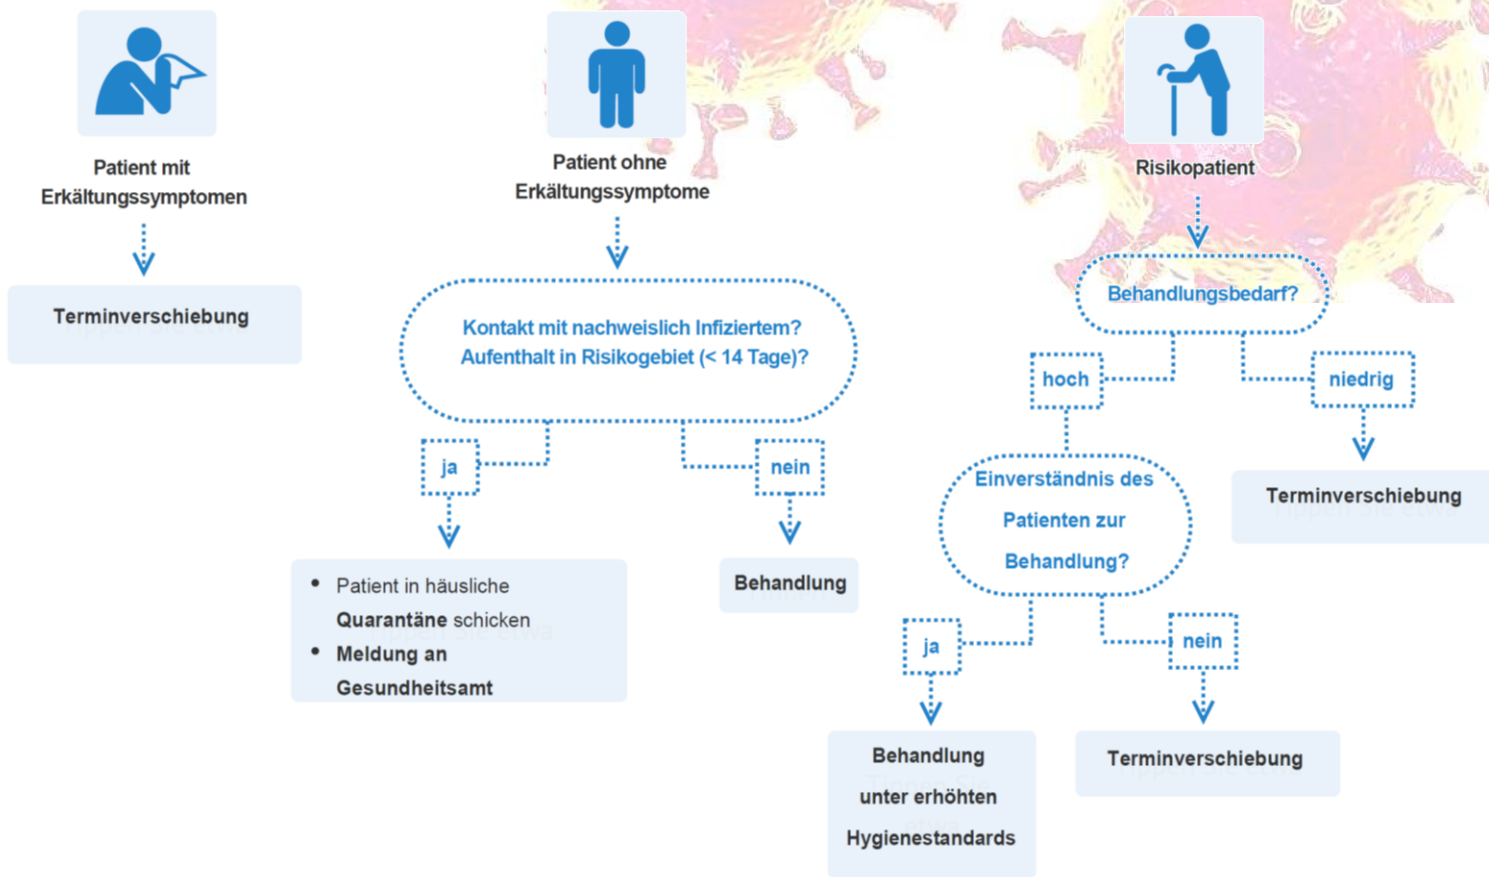 Patient mit
Erkältungssymptomen
Terminverschiebung
Patient ohne
Erkältungssymptome
Kontakt mit nachweislich Infiziertem?
Aufenthalt in Risikogebiet (< 14 Tage)?
ja
nein
• Patient in häusliche
Quarantäne schicken
• Meldung an
Gesundheitsamt
Behandlung
Risikopatient
Behandlungsbedarf?
hoch
niedrig
Einverständnis des
Patienten zur
Behandlung?
Terminverschiebung
ja
nein
Behandlung
unter erhöhten
Hygienestandards
Terminverschiebung